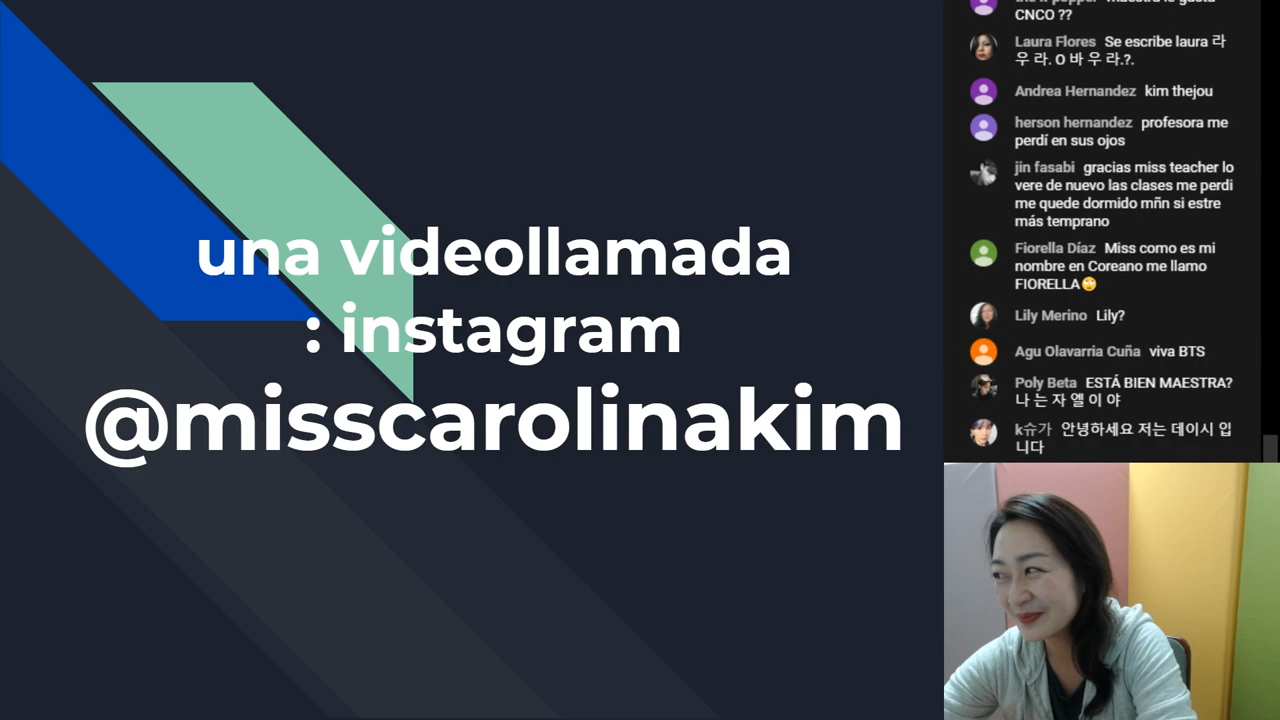 una videollamada
: instagram
@misscarolinakim
CNCO ??
Laura Flores Se escribe laura 라
우 라. O 바 우 라.?.
Andrea Hernandez kim thejou
herson hernandez profesora me
perdí en sus ojos
jin fasabi gracias miss teacher lo
vere de nuevo las clases me perdi
me quede dormido mñn si estre
más temprano
Fiorella Díaz Miss como es mi
nombre en Coreano me llamo
FIORELLA🙄
Lily Merino Lily?
Agu Olavarria Cuña viva BTS
Poly Beta ESTÁ BIEN MAESTRA?
나 는 자 엘 이 야
k슈가 안녕하세요 저는 데이시 입
니다